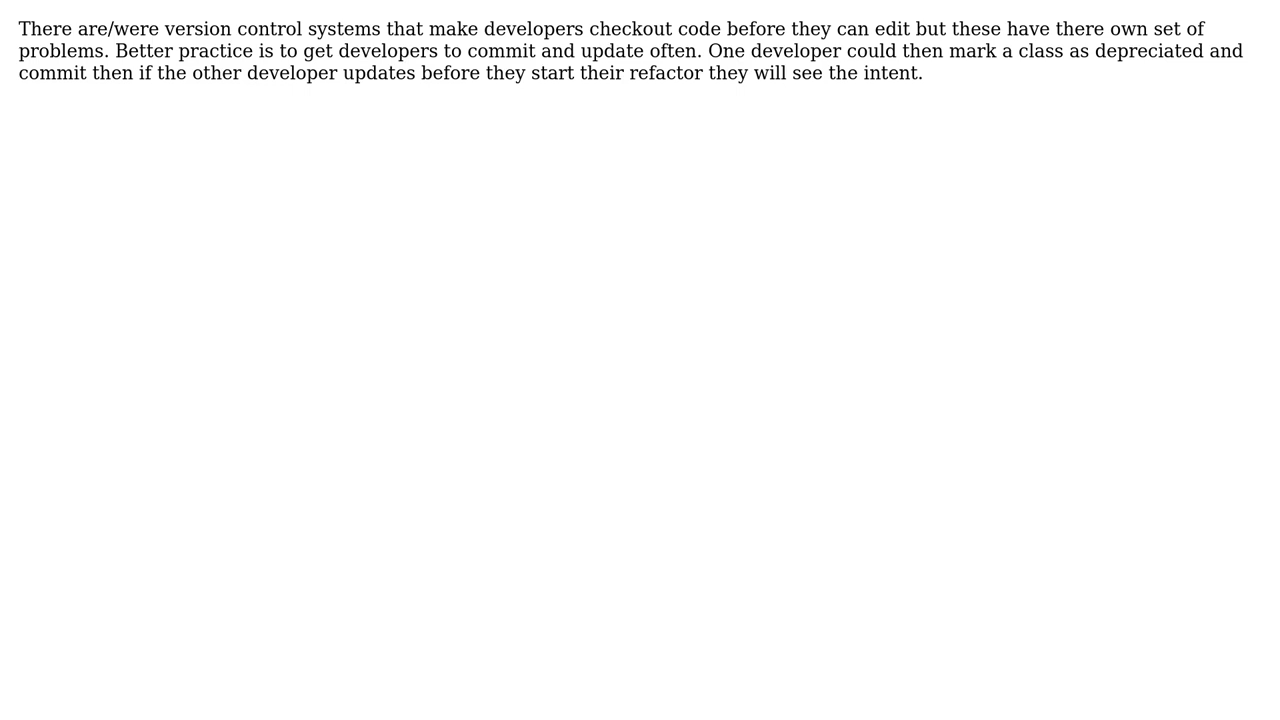 There are/were version control systems that make developers checkout code before they can edit but these have there own set of
problems. Better practice is to get developers to commit and update often. One developer could then mark a class as depreciated and
commit then if the other developer updates before they start their refactor they will see the intent.